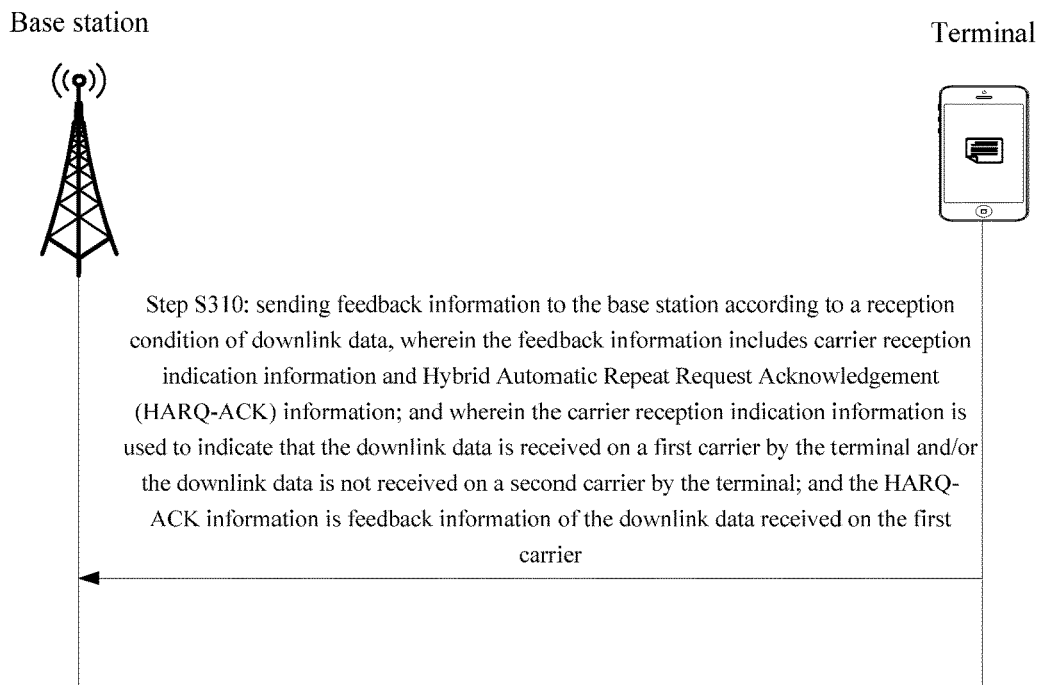 Base station
Terminal
Step S310: sending feedback information to the base station according to a reception
condition of downlink data, wherein the feedback information includes carrier reception
indication information and Hybrid Automatic Repeat Request Acknowledgement
(HARQ-ACK) information; and wherein the carrier reception indication information is
used to indicate that the downlink data is received on a first carrier by the terminal and/or
the downlink data is not received on a second carrier by the terminal; and the HARQ-
ACK information is feedback information of the downlink data received on the first
carrier